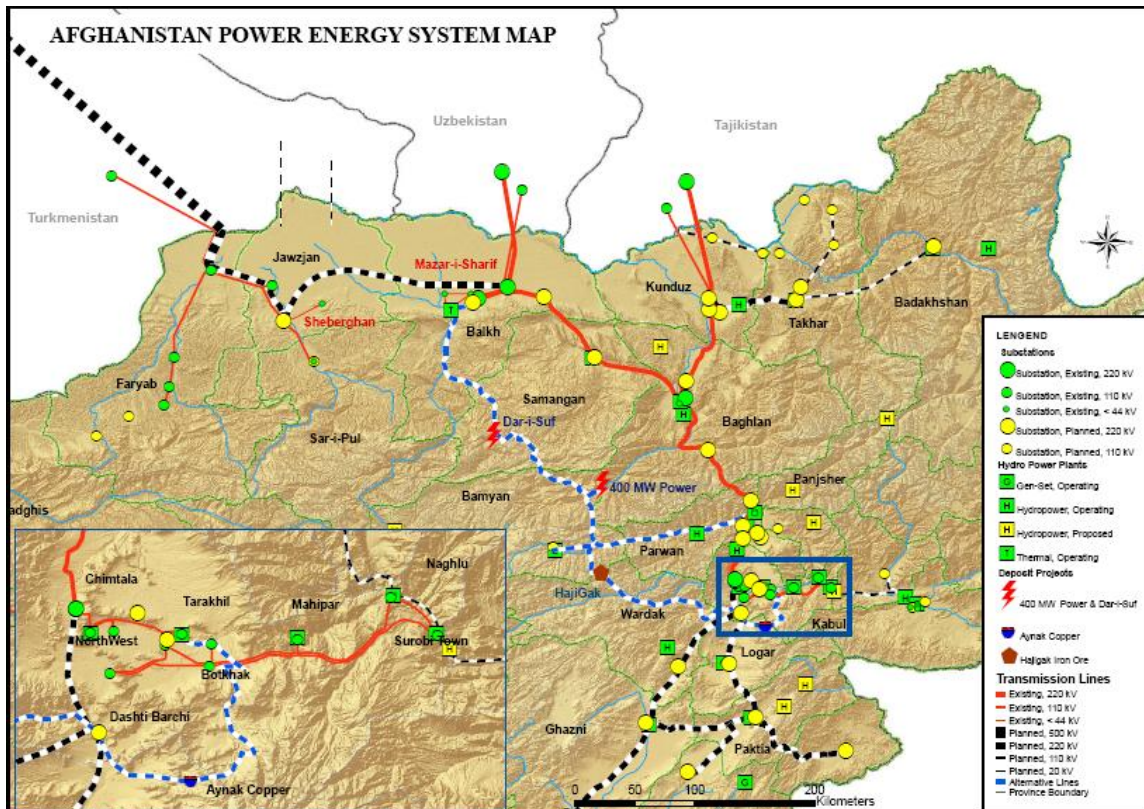 AFGHANISTAN POWER ENERGY SYSTEM MAP
Uzbekistan
Tajikistan
Turkmenistan
Jawzjan
Mazar-i-Sharif
Kunduz
Badakhshan
Takhar
T
H
H
Sheberghan
Balkh
H
Faryab
Samangan
H
Baghlan
H
Dar-i-Suf
Sar-i-Pul
Bamyan
400 MW Power
Panjsher
H
H
adghis
H
Parwan
H
H
HajiGak
Wardak
Kabul
H
Logar
H
H
H
Ghazni
Paktia
G
0
50
100
200
Kilometers
Naghlu
Chimtala
Tarakhil
Mahipar
NorthWest
Surobi Town
H
Botkhak
Dashti Barchi
Aynak Copper
LENGEND
Substations
Substation, Existing, 220 kV
Substation, Existing, 110 kV
Substation, Existing, < 44 kV
Substation, Planned, 220 kV
Substation, Planned, 110 kV
Hydro Power Plants
G Gen-Set, Operating
H Hydropower, Operating
H Hydropower, Proposed
T Thermal, Operating
Deposit Projects
400 MW Power & Dar-i-Suf
Aynak Copper
Hajigak Iron Ore
Transmission Lines
Existing, 220 kV
Existing, 110 kV
Existing, < 44 kV
Planned, 500 kV
Planned, 220 kV
Planned, 110 kV
Planned, 20 kV
Alternative Lines
Province Boundary